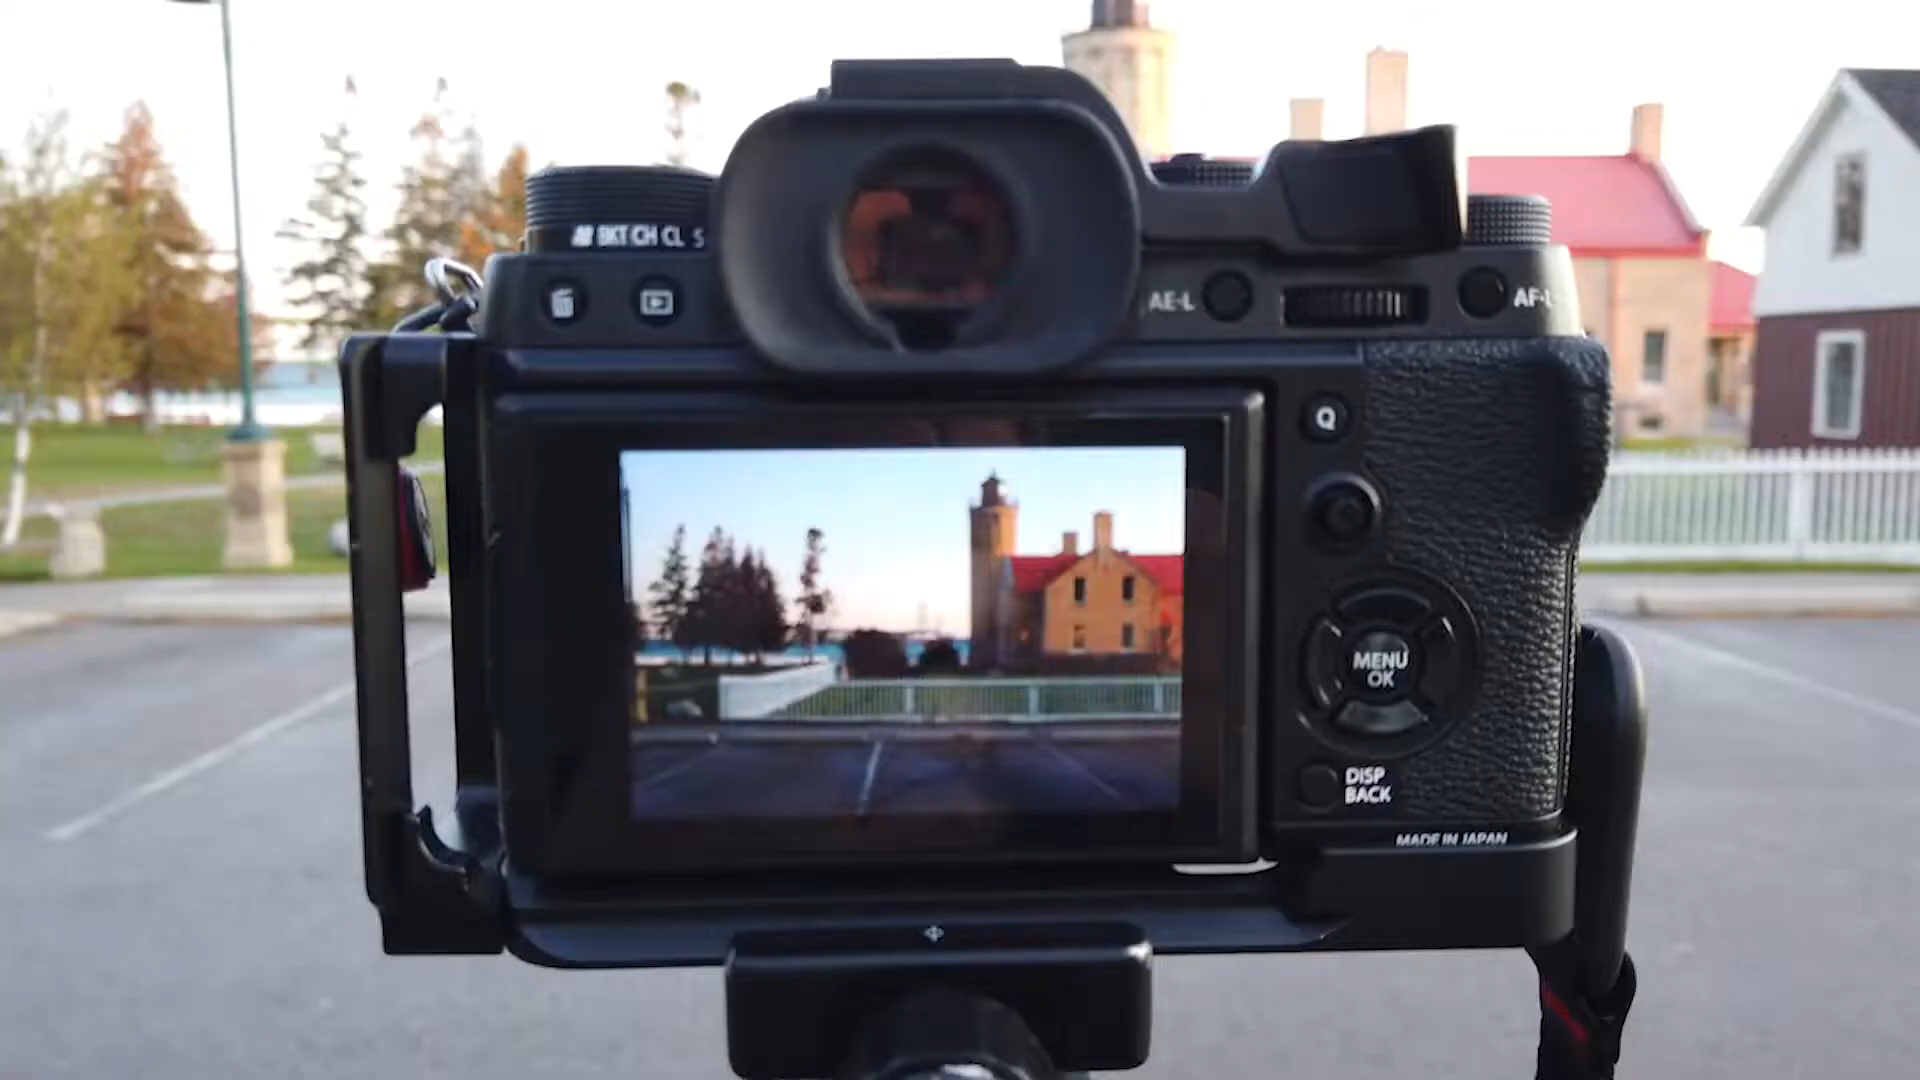 BKT CH CL S
AE-L
AF-L
Q
MENU
OK
DISP
BACK
MADE IN JAPAN